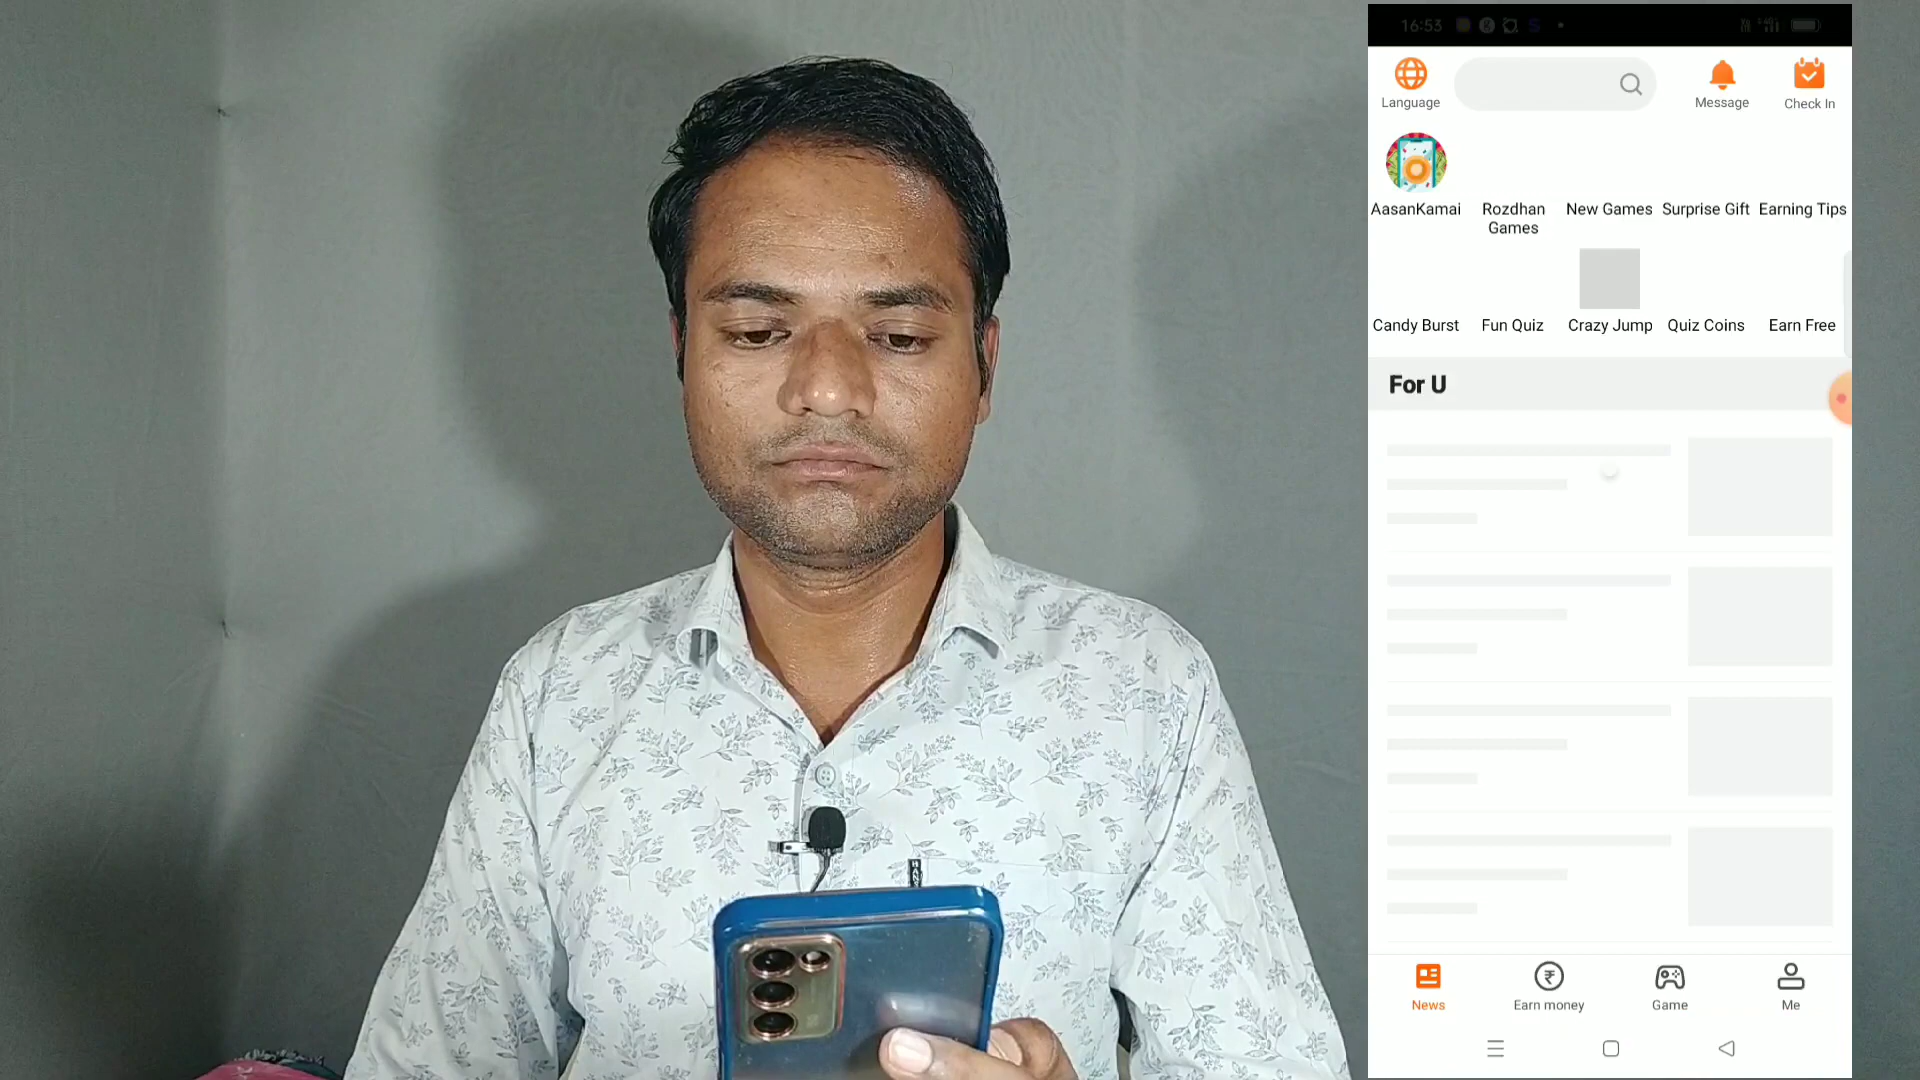 16:53
Language
Message
Check In
AasanKamai
Rozdhan Games
New Games
Surprise Gift
Earning Tips
Candy Burst
Fun Quiz
Crazy Jump
Quiz Coins
Earn Free
For U
News
Earn money
Game
Me